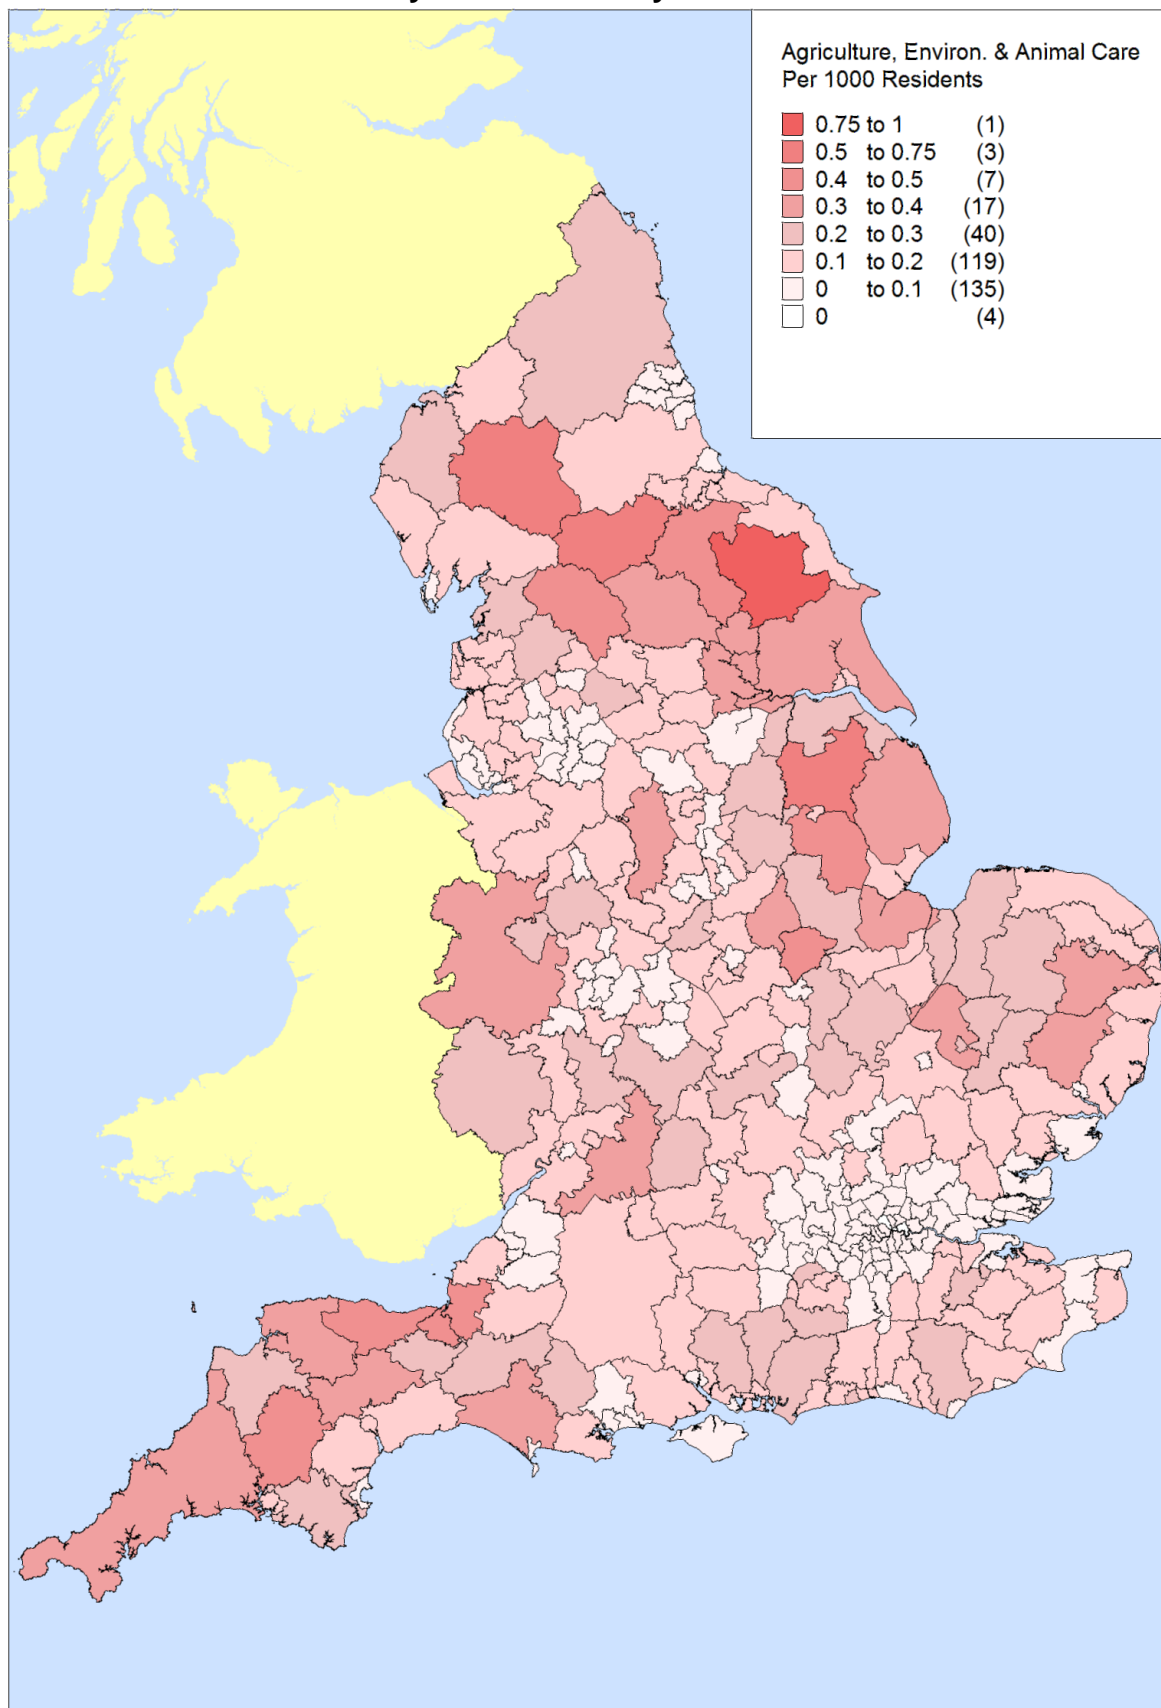 Agriculture, Environ. & Animal Care
Per 1000 Residents
0.75 to 1 (1)
0.5 to 0.75 (3)
0.4 to 0.5 (7)
0.3 to 0.4 (17)
0.2 to 0.3 (40)
0.1 to 0.2 (119)
0 to 0.1 (135)
0 (4)